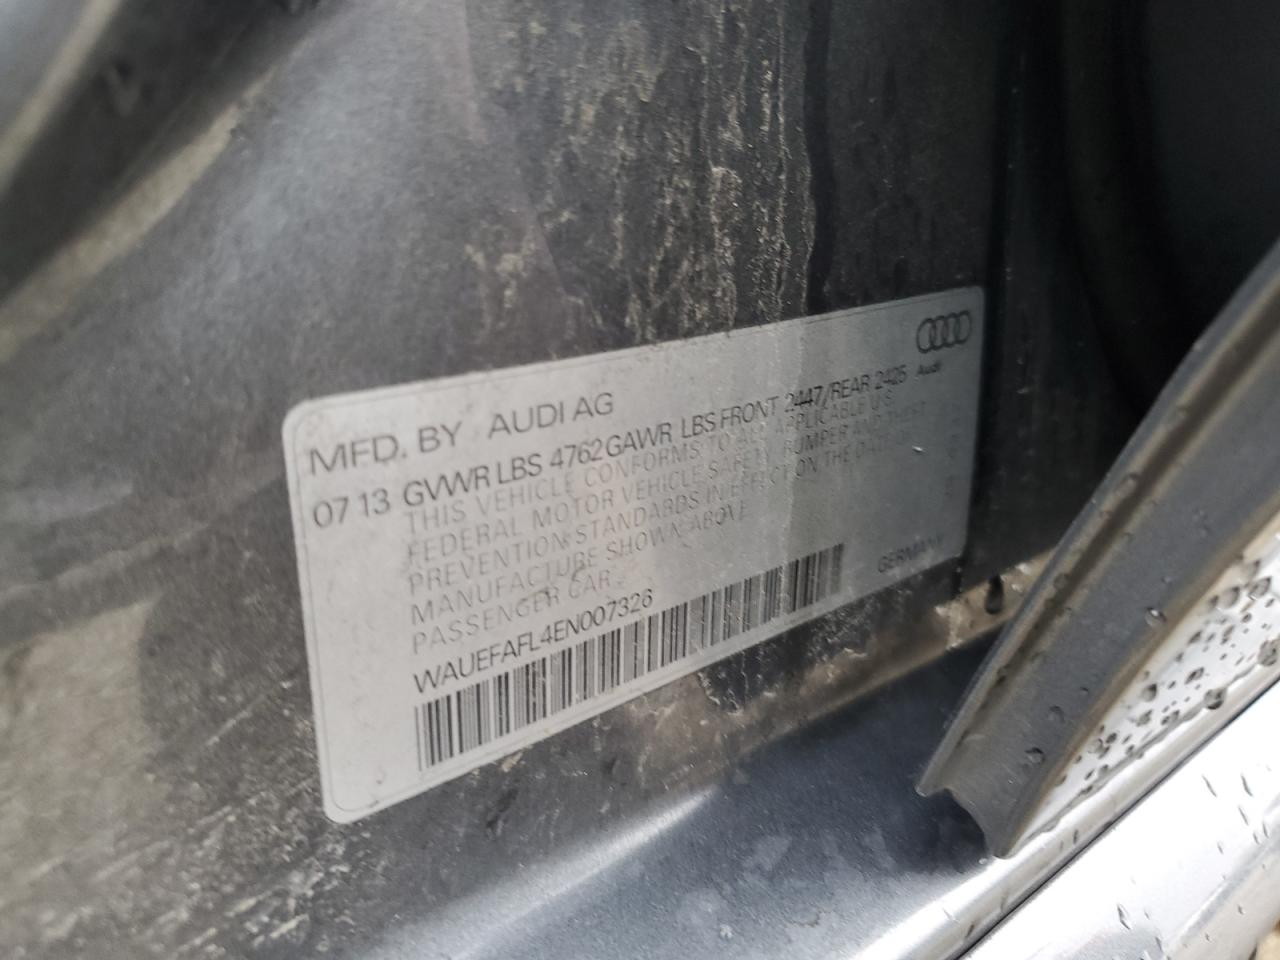 MFD. BY AUDI AG
07 13 GVWR LBS 4762 GAWR LBS FRONT 2447/REAR 2425
Audi
THIS VEHICLE CONFORMS TO ALL APPLICABLE U.S.
FEDERAL MOTOR VEHICLE SAFETY, BUMPER AND THEFT
PREVENTION STANDARDS IN EFFECT ON THE DATE OF
MANUFACTURE SHOWN ABOVE
PASSENGER CAR
WAUEFAFL4EN007326
GERMANY